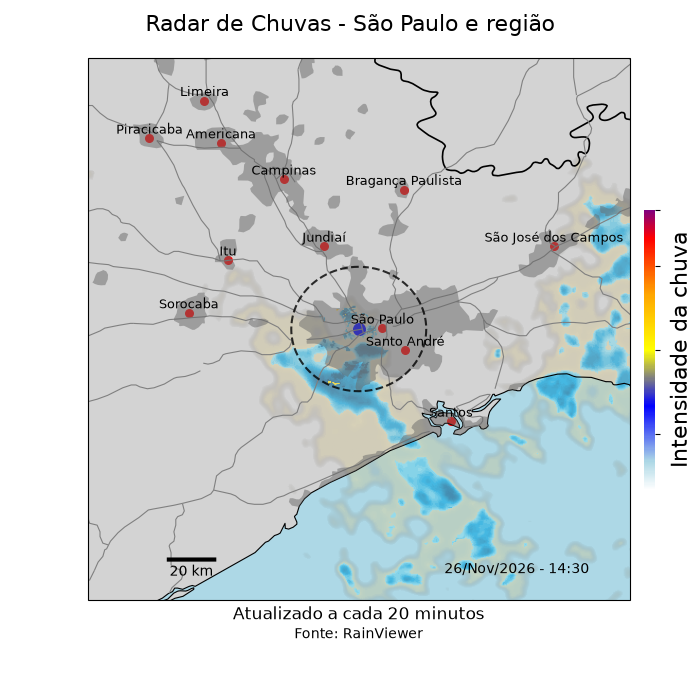 Radar de Chuvas - São Paulo e região
Limeira
Piracicaba
Americana
Campinas
Bragança Paulista
Jundiaí
São José dos Campos
Itu
Sorocaba
São Paulo
Santo André
Santos
Intensidade da chuva
26/Nov/2026 - 14:30
20 km
Atualizado a cada 20 minutos
Fonte: RainViewer